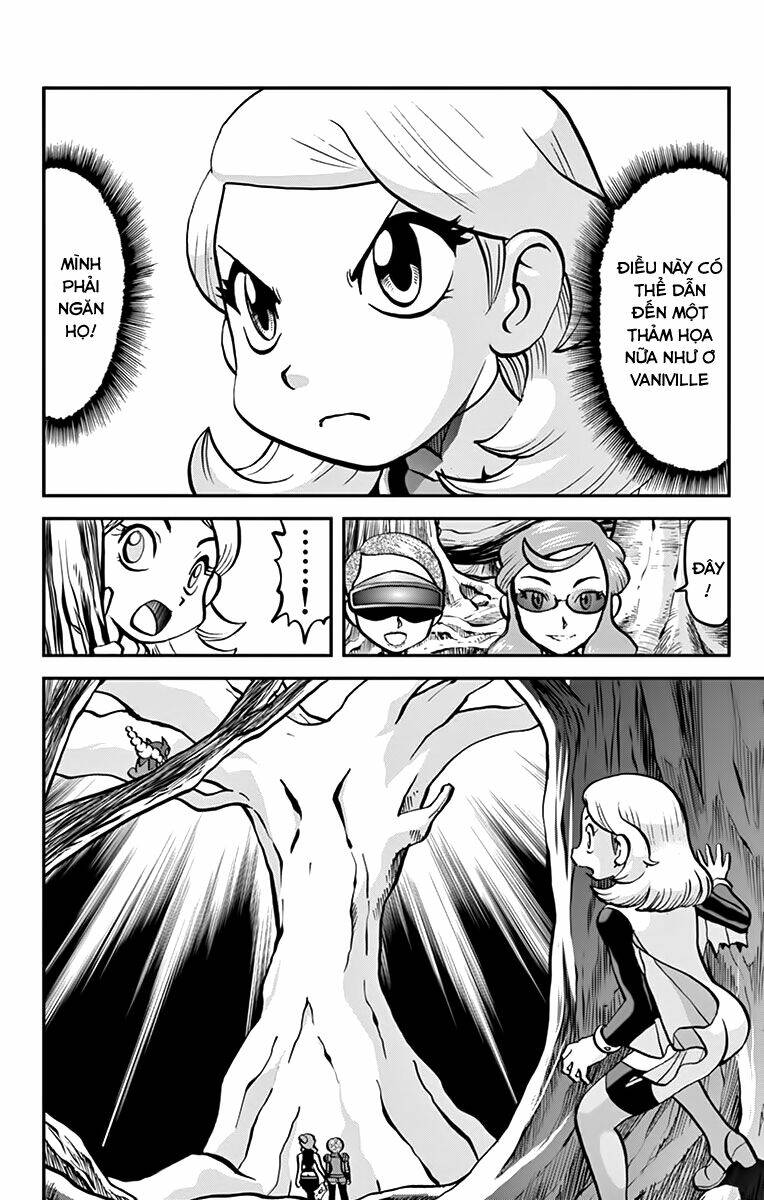 ĐIỀU NÀY CÓ
THỂ DẪN
ĐẾN MỘT
THẢM HỌA
NỮA NHƯ Ơ
VANIVILLE
MÌNH
PHẢI
NGĂN
HỌ!
ĐÂY
!
......!